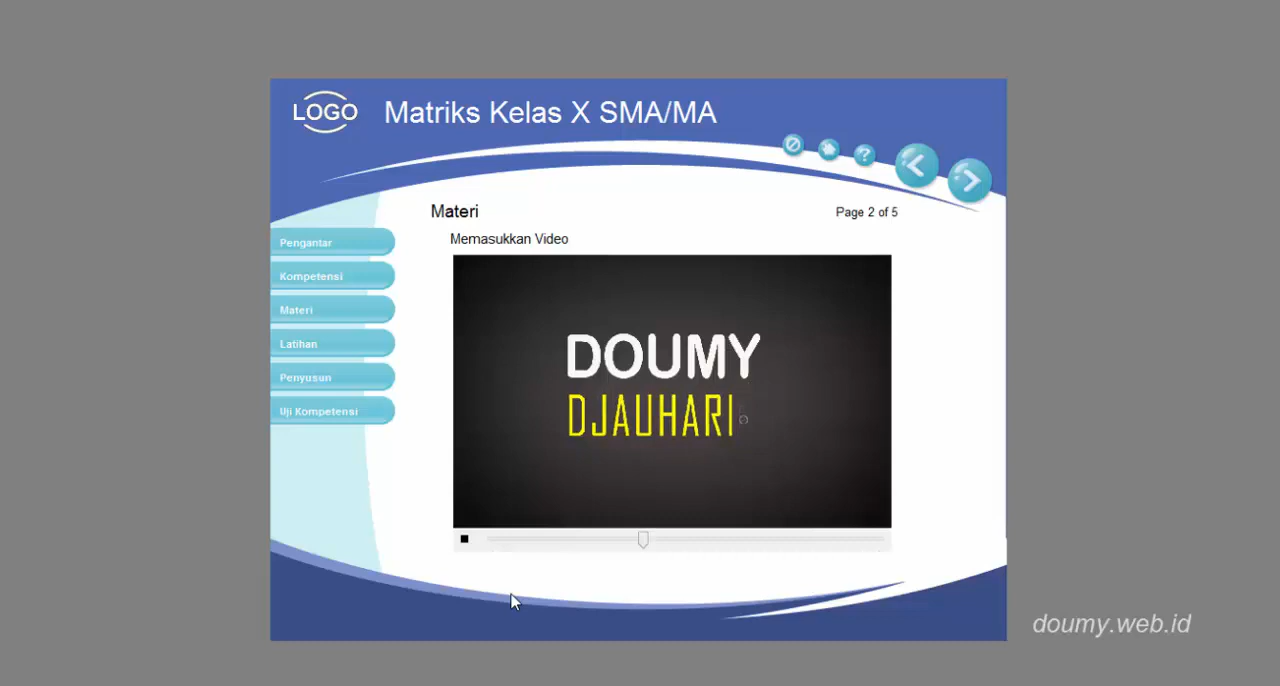 LOGO
Matriks Kelas X SMA/MA
?
Materi
Page 2 of 5
Memasukkan Video
Pengantar
Kompetensi
Materi
Latihan
Penyusun
Uji Kompetensi
DOUMY
DJAUHARI
doumy.web.id